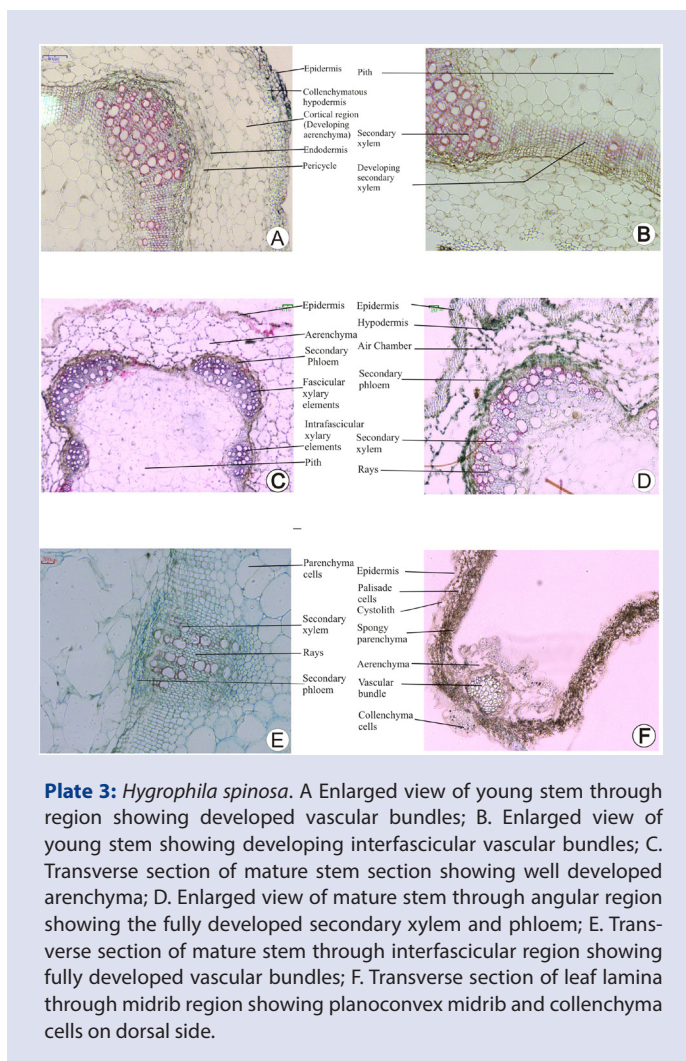 Epidermis
Collenchymatous
hypodermis
Cortical region
(Developing
aerenchyma)
Endodermis
Pericycle
A
Pith
Secondary
xylem
Developing
secondary
xylem
B
Epidermis
Aerenchyma
Secondary
Phloem
Fascicular
xylary
elements
Intrafascicular
xylary
elements
Pith
C
Epidermis
Hypodermis
Air Chamber
Secondary
phloem
Secondary
xylem
Rays
D
Parenchyma
cells
Secondary
xylem
Rays
Secondary
phloem
E
Epidermis
Palisade
cells
Cystolith
Spongy
parenchyma
Aerenchyma
Vascular
bundle
Collenchyma
cells
F
Plate 3: Hygrophila spinosa. A Enlarged view of young stem through
region showing developed vascular bundles; B. Enlarged view of
young stem showing developing interfascicular vascular bundles; C.
Transverse section of mature stem section showing well developed
arenchyma; D. Enlarged view of mature stem through angular region
showing the fully developed secondary xylem and phloem; E. Trans-
verse section of mature stem through interfascicular region showing
fully developed vascular bundles; F. Transverse section of leaf lamina
through midrib region showing planoconvex midrib and collenchyma
cells on dorsal side.